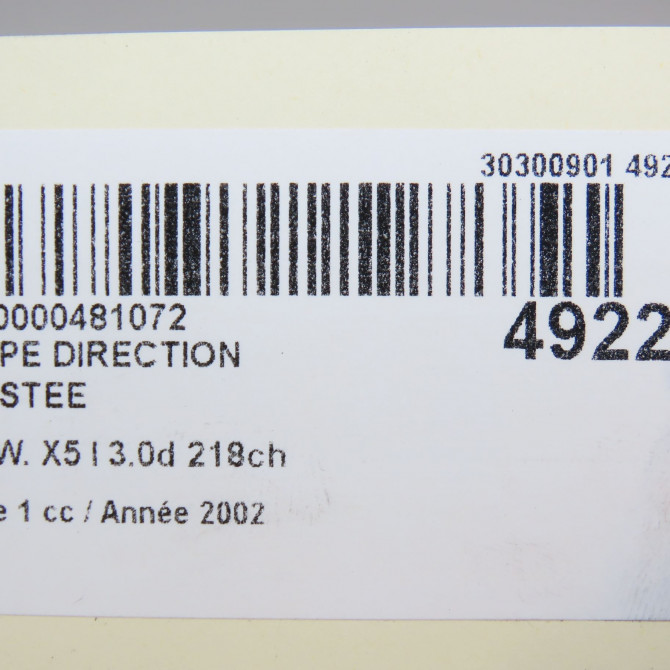 30300901 492
0000481072
4922
PE DIRECTION
STEE
W. X5 I 3.0d 218ch
e 1 cc / Année 2002